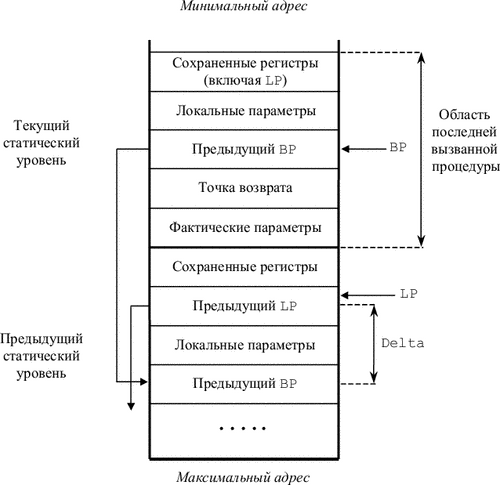 Минимальный адрес
Сохраненные регистры
(включая LP)
Локальные параметры
Предыдущий BP
Точка возврата
Фактические параметры
Сохраненные регистры
Предыдущий LP
Локальные параметры
Предыдущий BP
.....
Максимальный адрес
Текущий
статический
уровень
Предыдущий
статический
уровень
BP
Область
последней
вызванной
процедуры
LP
Delta